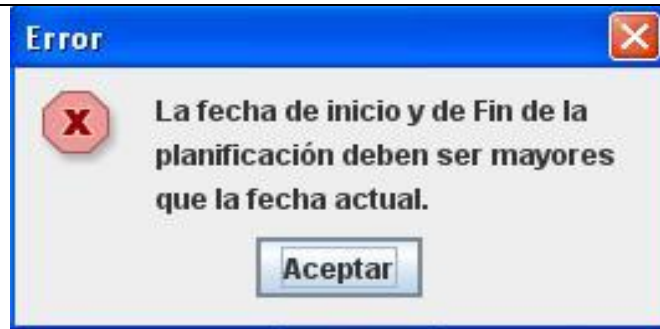 Error
La fecha de inicio y de Fin de la
planificación deben ser mayores
que la fecha actual.
Aceptar